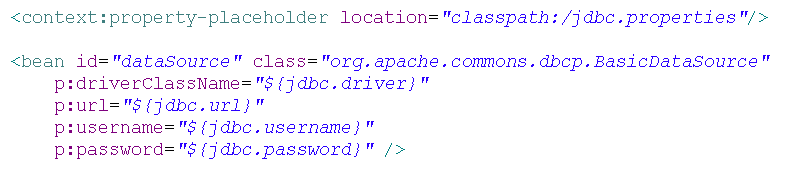 <context:property-placeholder location="classpath:/jdbc.properties"/>
<bean id="dataSource" class="org.apache.commons.dbcp.BasicDataSource"
p:driverClassName="${jdbc.driver}"
p:url="${jdbc.url}"
p:username="${jdbc.username}"
p:password="${jdbc.password}" />